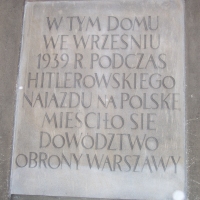 W TYM DOMU
WE WRZEŚNIU
1939 R PODCZAS
HITLEROWSKIEGO
NAJAZDU NA POLSKĘ
MIEŚCIŁO SIĘ
DOWÓDZTWO
OBRONY WARSZAWY